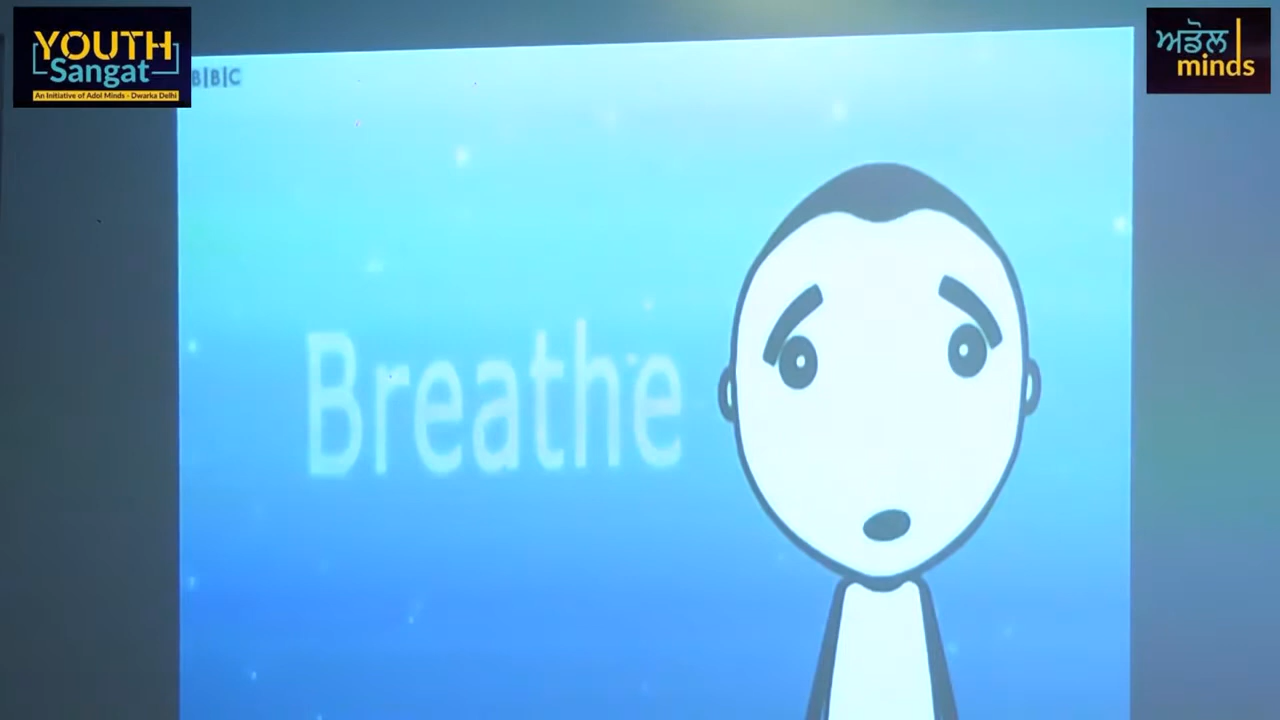 YOUTH
Sangat
An Initiative of Adol Minds - Dwarka Delhi
BBC
ਅਡੋਲ
minds
Breathe